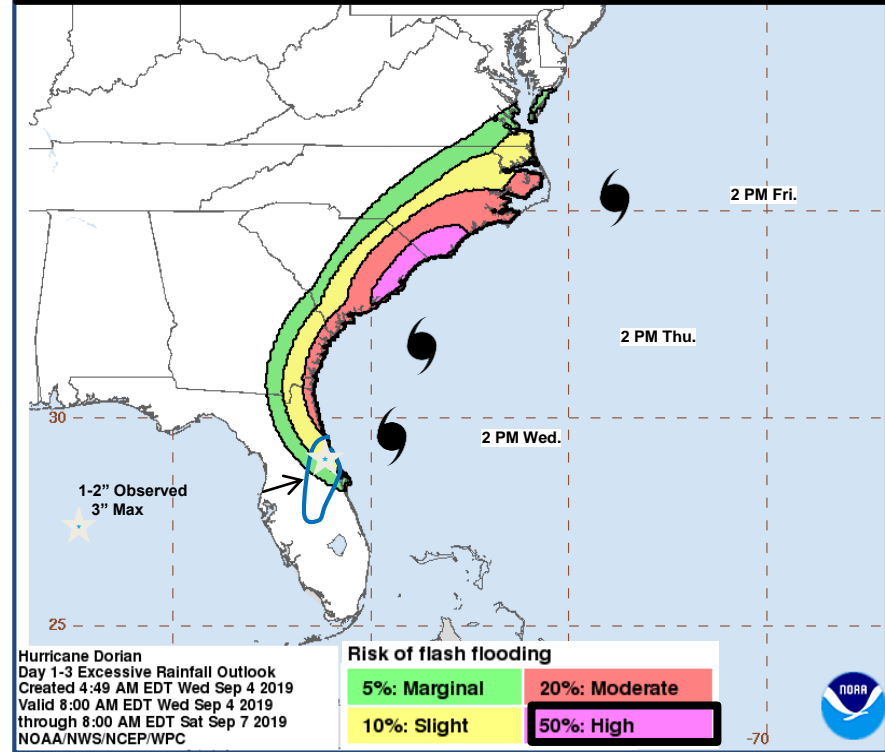 2 PM Fri.
2 PM Thu.
30
2 PM Wed.
1-2” Observed
3” Max
25
Hurricane Dorian
Day 1-3 Excessive Rainfall Outlook
Created 4:49 AM EDT Wed Sep 4 2019
Valid 8:00 AM EDT Wed Sep 4 2019
through 8:00 AM EDT Sat Sep 7 2019
NOAA/NWS/NCEP/WPC
Risk of flash flooding
5%: Marginal
20%: Moderate
10%: Slight
50%: High
-70
NOAA